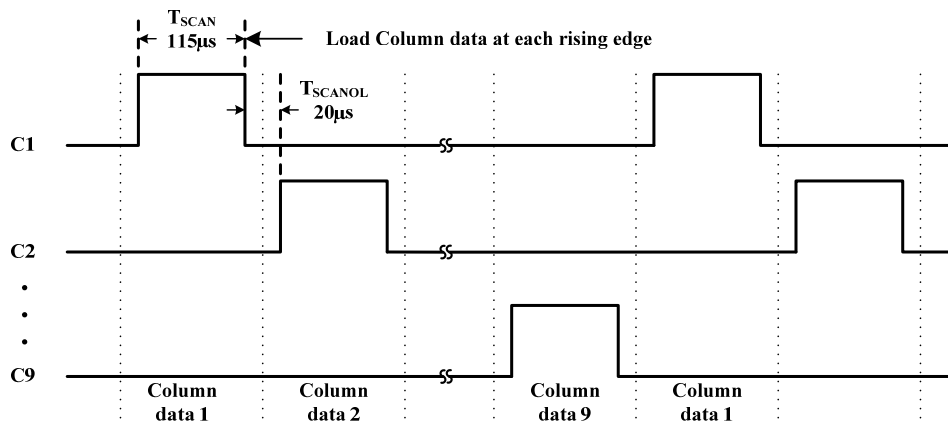 TSCAN
115μs
Load Column data at each rising edge
TSCANOL
20μs
C1
C2
C9
Column
data 1
Column
data 2
Column
data 9
Column
data 1